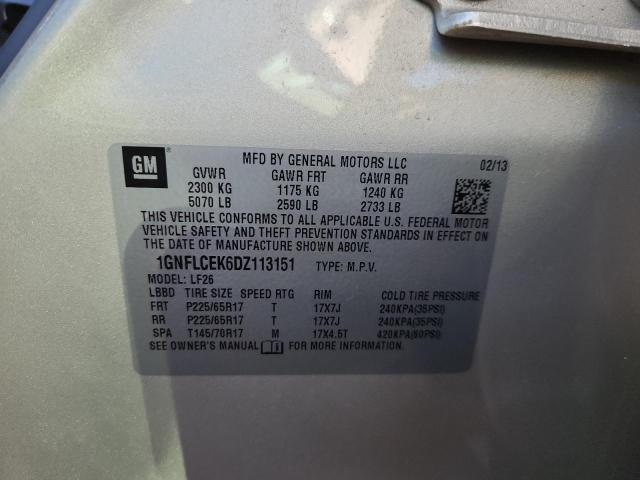 GM
MFD BY GENERAL MOTORS LLC 02/13
GVWR GAWR FRT GAWR RR
2300 KG 1175 KG 1240 KG
5070 LB 2590 LB 2733 LB
THIS VEHICLE CONFORMS TO ALL APPLICABLE U.S. FEDERAL MOTOR
VEHICLE SAFETY AND THEFT PREVENTION STANDARDS IN EFFECT ON
THE DATE OF MANUFACTURE SHOWN ABOVE.
1GNFLCEK6DZ113151 TYPE: M.P.V.
MODEL: LF26
LBBD TIRE SIZE SPEED RTG RIM COLD TIRE PRESSURE
FRT P225/65R17 T 17X7J 240KPA(35PSI)
RR P225/65R17 T 17X7J 240KPA(35PSI)
SPA T145/70R17 M 17X4.5T 420KPA(60PSI)
SEE OWNER'S MANUAL FOR MORE INFORMATION.